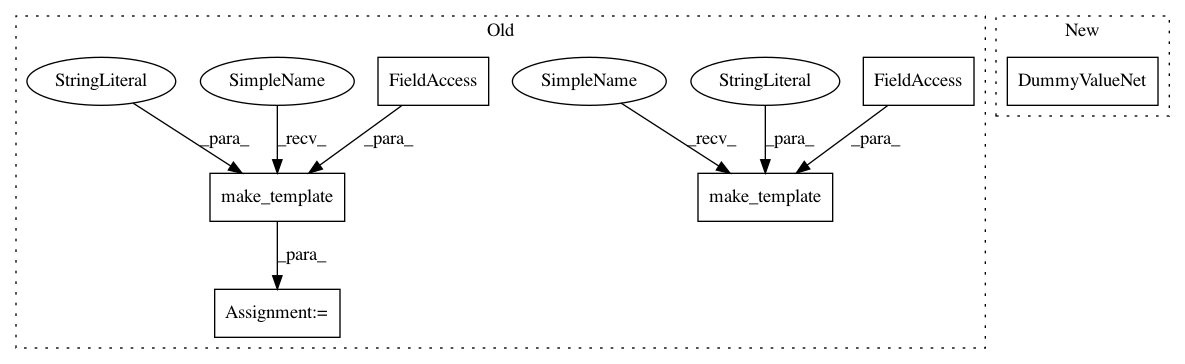 Old
New
StringLiteral
SimpleName
FieldAccess
SimpleName
StringLiteral
FieldAccess
DummyValueNet
_para_
_recv_
_para_
_recv_
_para_
_para_
make_template
make_template
_para_
Assignment:=